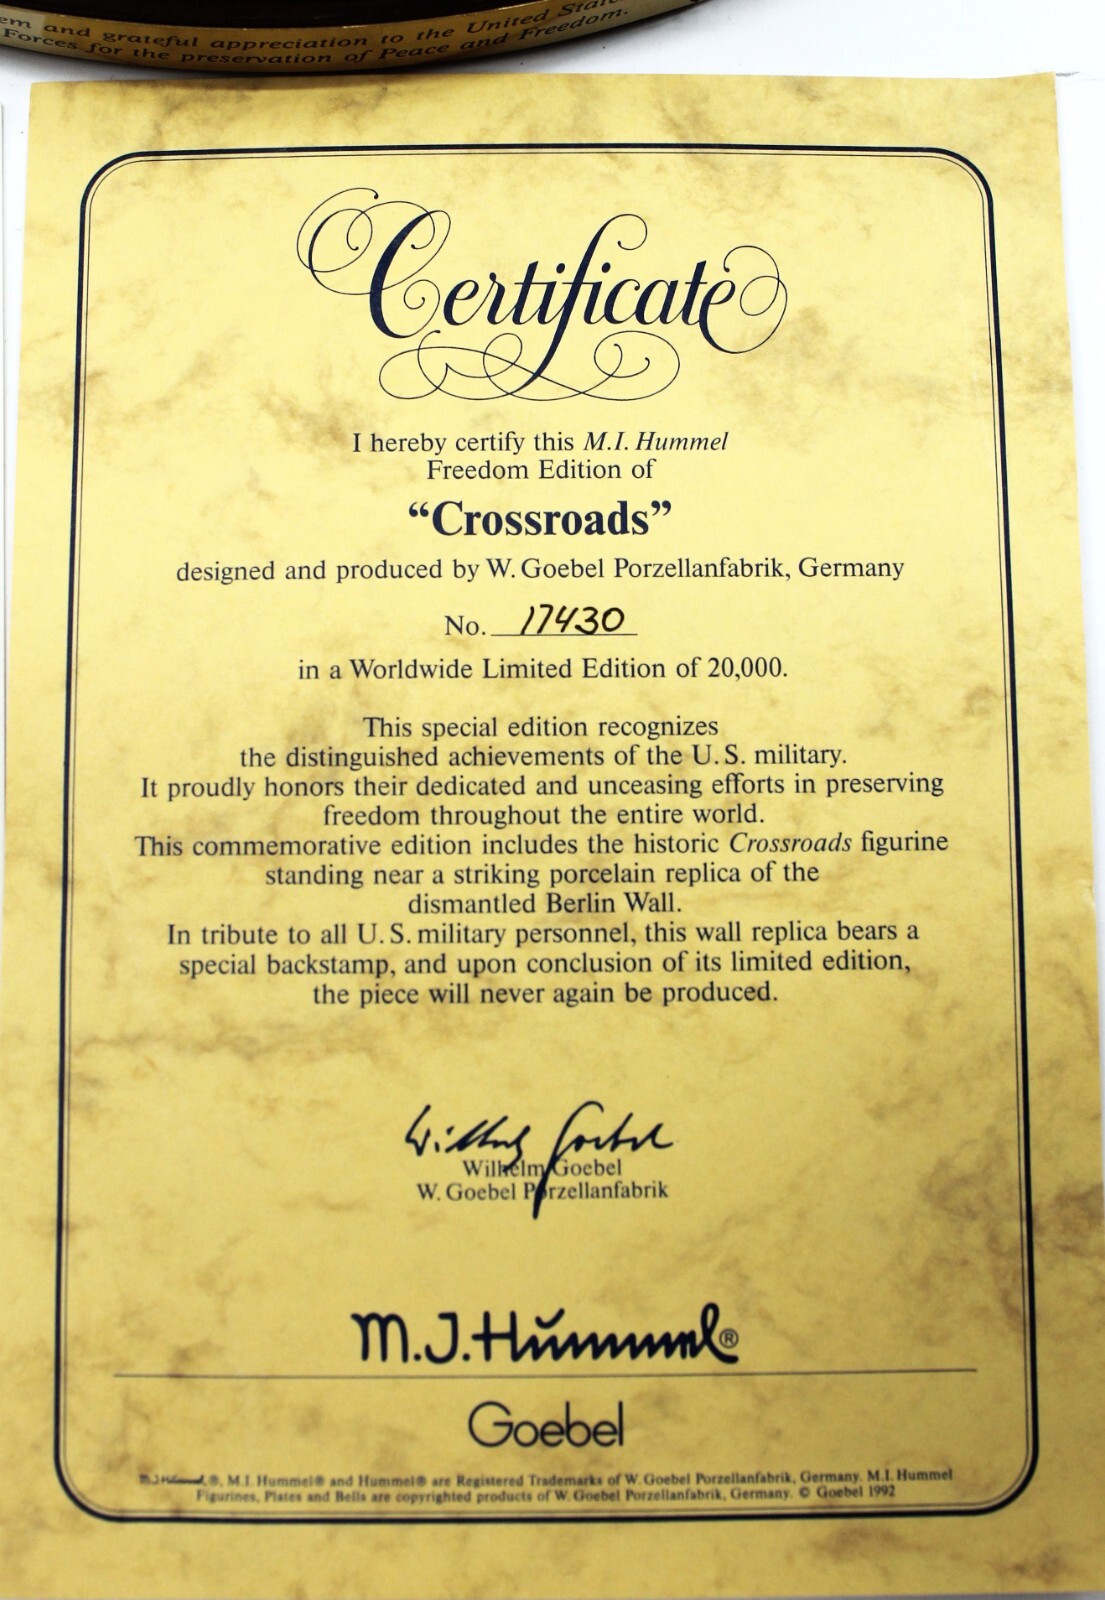 em and grateful appreciation to the United State
Forces for the preservation of Peace and Freedom.
Certificate
I hereby certify this M.I. Hummel
Freedom Edition of
“Crossroads”
designed and produced by W. Goebel Porzellanfabrik, Germany
No. 17430
in a Worldwide Limited Edition of 20,000.
This special edition recognizes
the distinguished achievements of the U.S. military.
It proudly honors their dedicated and unceasing efforts in preserving
freedom throughout the entire world.
This commemorative edition includes the historic Crossroads figurine
standing near a striking porcelain replica of the
dismantled Berlin Wall.
In tribute to all U.S. military personnel, this wall replica bears a
special backstamp, and upon conclusion of its limited edition,
the piece will never again be produced.
Wilhelm Goebel
Wilhelm Goebel
W. Goebel Porzellanfabrik
M.J. Hummel®
Goebel
M.J. Hummel ®, M.I. Hummel® and Hummel® are Registered Trademarks of W. Goebel Porzellanfabrik, Germany. M.I. Hummel
Figurines, Plates and Bells are copyrighted products of W. Goebel Porzellanfabrik, Germany. © Goebel 1992